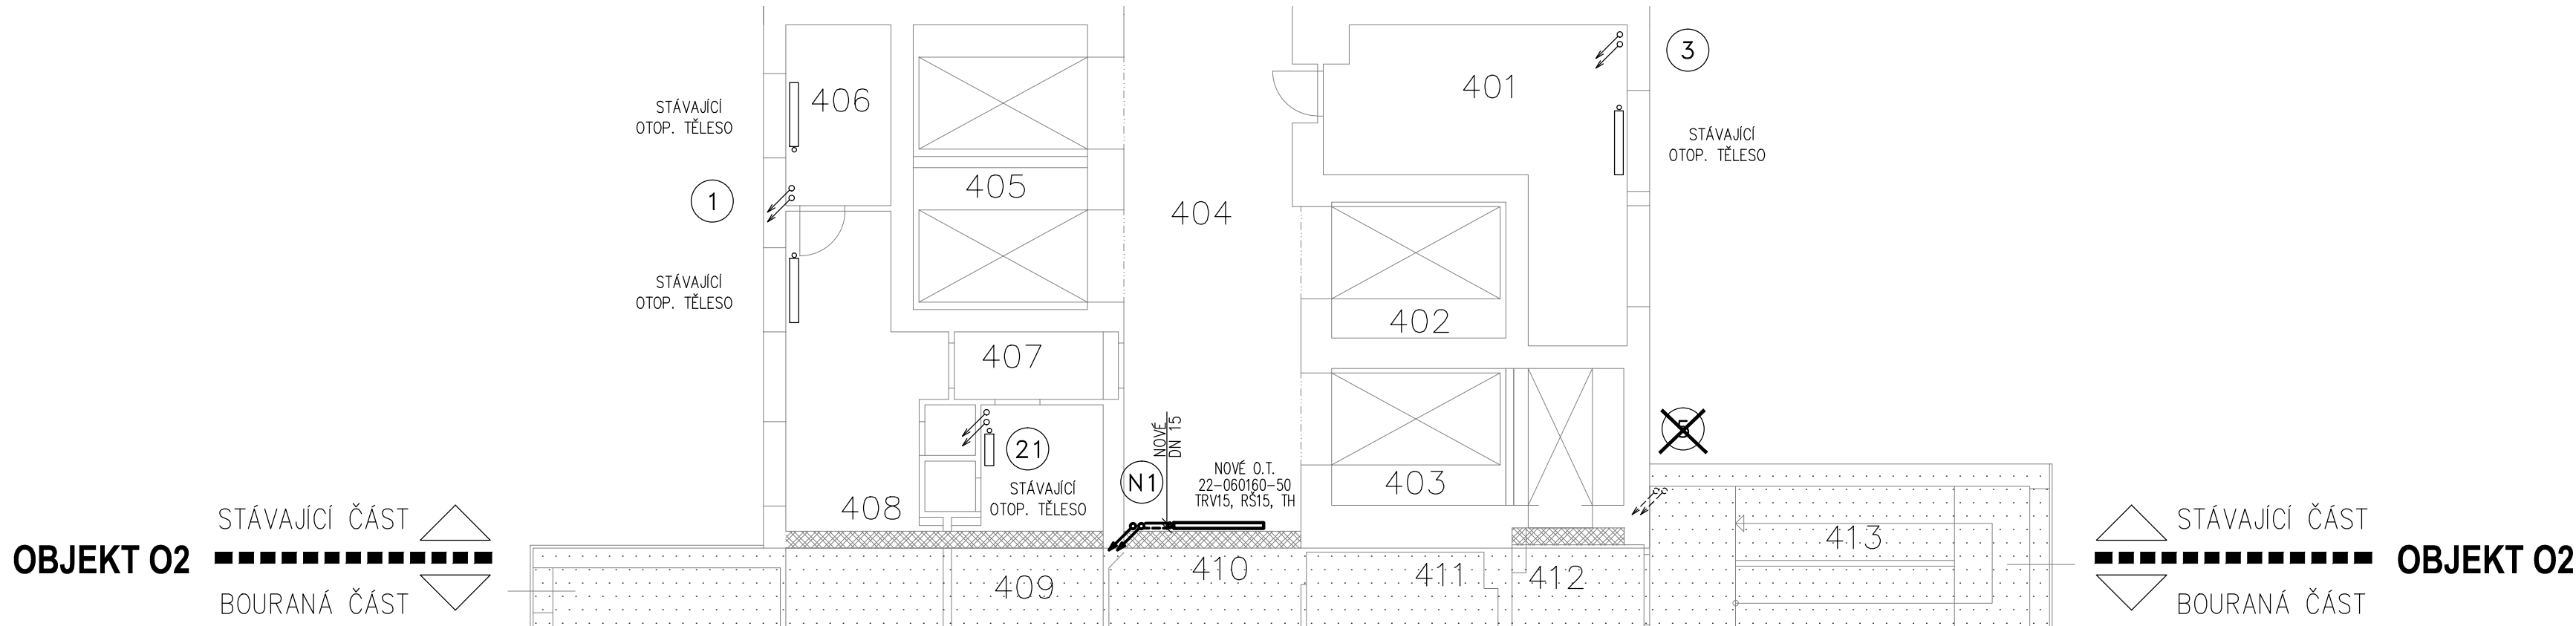 3
406
401
STÁVAJÍCÍ
OTOP. TĚLESO
STÁVAJÍCÍ
OTOP. TĚLESO
405
1
404
STÁVAJÍCÍ
OTOP. TĚLESO
402
407
NOVÉ
DN 15
5
21
N1
NOVÉ O.T.
22-060160-50
TRV15, RŠ15, TH
403
STÁVAJÍCÍ
OTOP. TĚLESO
408
STÁVAJÍCÍ ČÁST
OBJEKT O2
BOURANÁ ČÁST
STÁVAJÍCÍ ČÁST
OBJEKT O2
BOURANÁ ČÁST
413
410
411
412
409